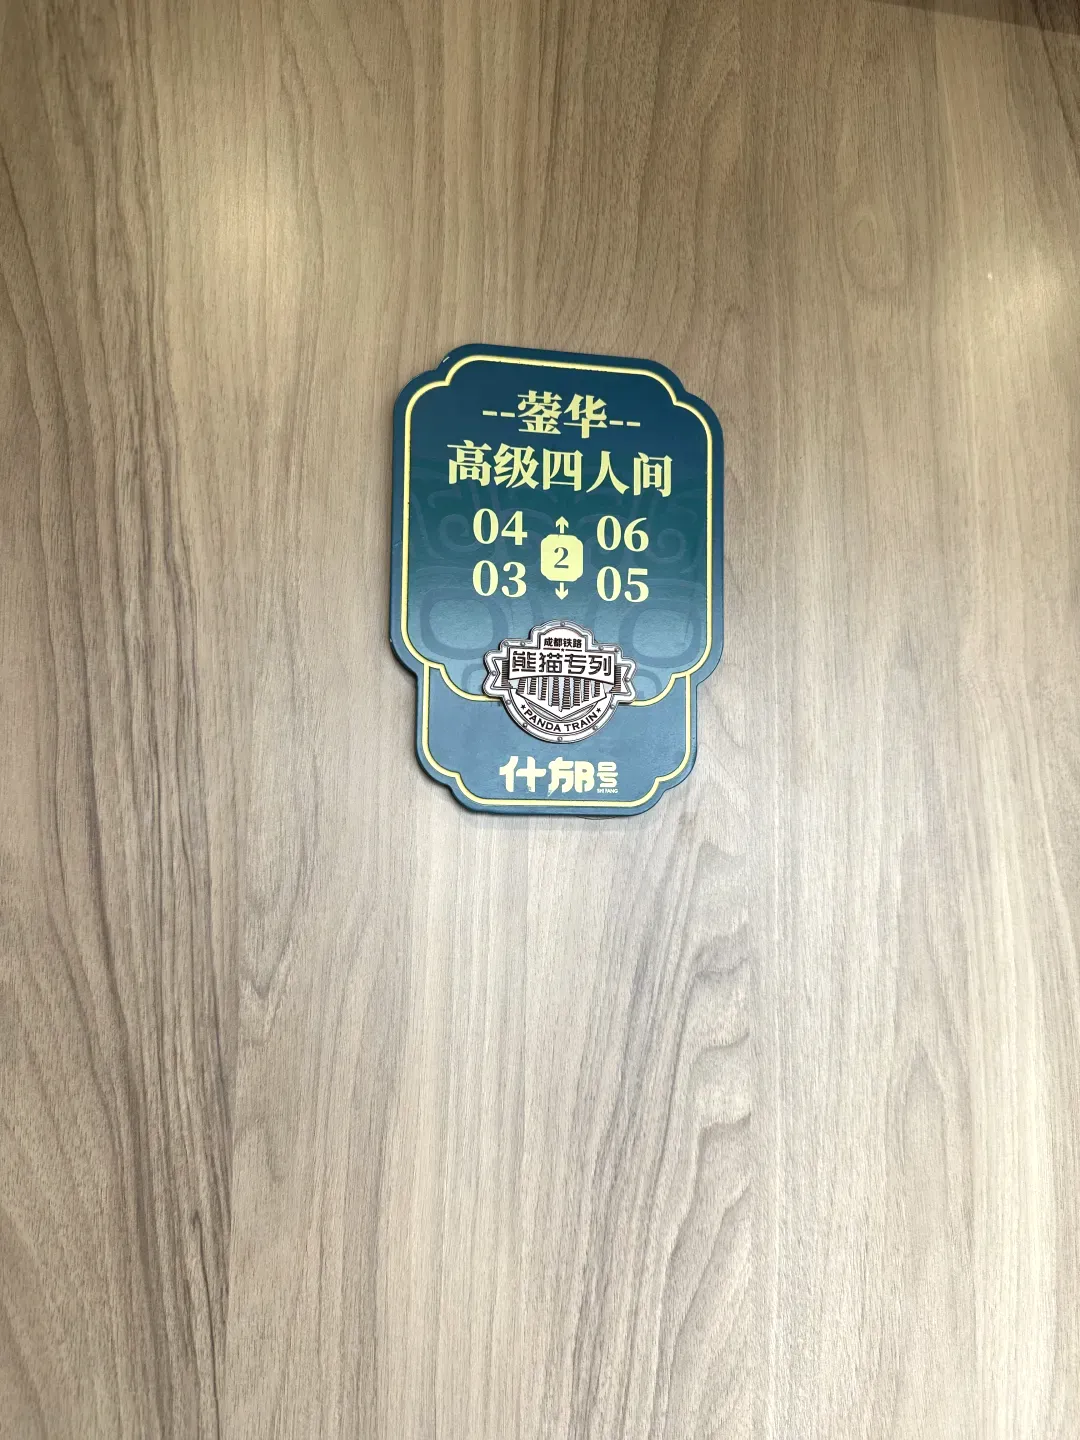 --蓥华--
高级四人间
04 ↑ 06
2
03 ↓ 05
成都铁路
熊猫专列
★PANDA TRAIN★
什邡号
SHI FANG